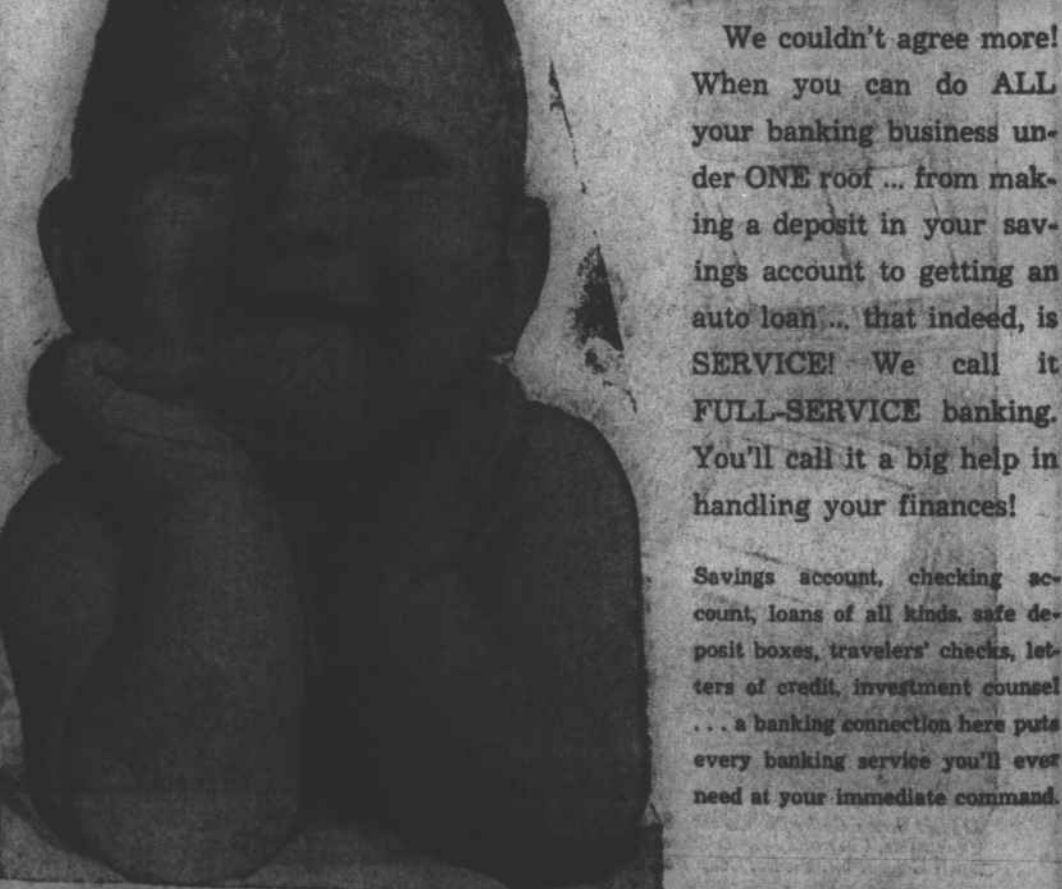 We couldn't agree more!
When you can do ALL
your banking business un-
der ONE roof ... from mak-
ing a deposit in your sav-
ings account to getting an
auto loan ... that indeed, is
SERVICE! We call it
FULL-SERVICE banking.
You'll call it a big help in
handling your finances!
Savings account, checking ac-
count, loans of all kinds, safe de-
posit boxes, travelers' checks, let-
ters of credit, investment counsel
... a banking connection here puts
every banking service you'll ever
need at your immediate command.